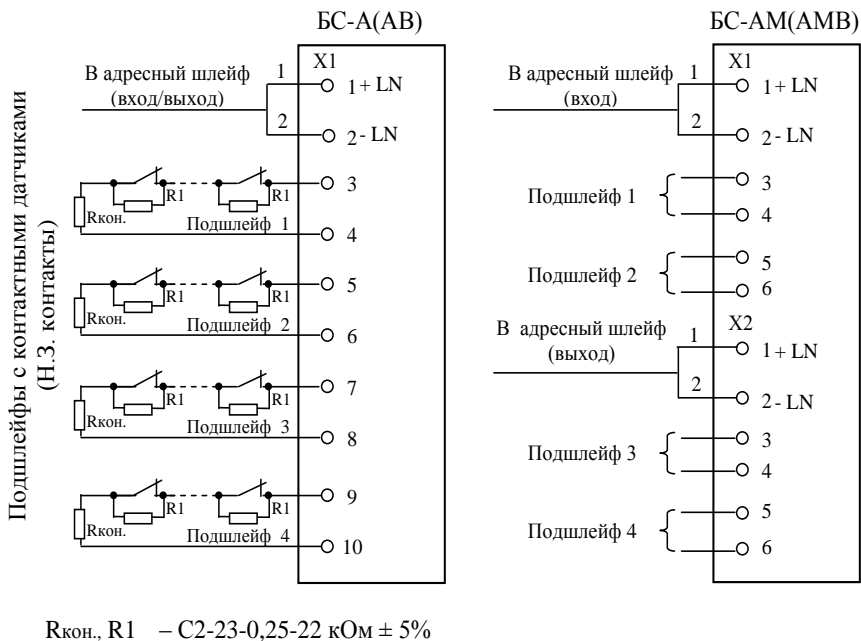 БС-А(АВ)
X1
В адресный шлейф
(вход/выход)
1
2
1 + LN
2 - LN
Подшлейфы с контактными датчиками
(Н.З. контакты)
R1
R1
3
Rкон.
Подшлейф 1
4
R1
R1
5
Rкон.
Подшлейф 2
6
R1
R1
7
Rкон.
Подшлейф 3
8
R1
R1
9
Rкон.
Подшлейф 4
10
БС-АМ(АМВ)
X1
В адресный шлейф
(вход)
1
2
1 + LN
2 - LN
Подшлейф 1
3
4
Подшлейф 2
5
6
X2
В адресный шлейф
(выход)
1
2
1 + LN
2 - LN
Подшлейф 3
3
4
Подшлейф 4
5
6
Rкон., R1 – С2-23-0,25-22 кОм ± 5%